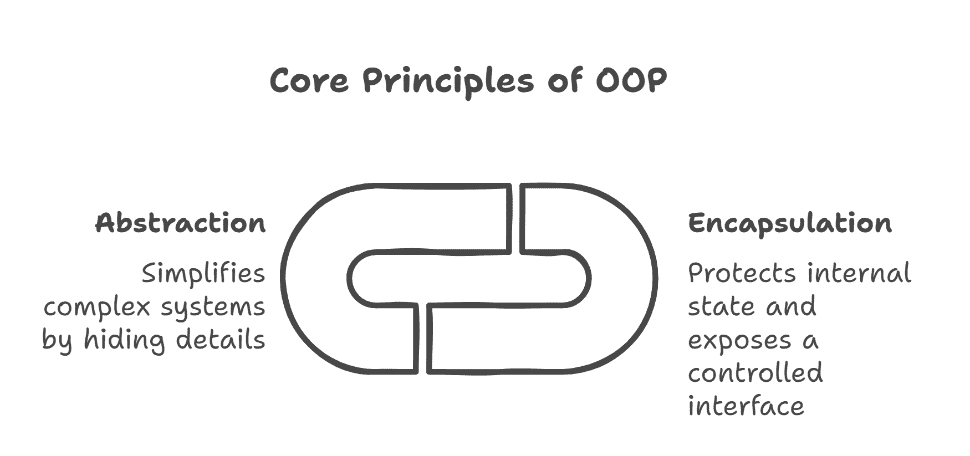 Core Principles of OOP
Abstraction
Simplifies
complex systems
by hiding details
Encapsulation
Protects internal
state and
exposes a
controlled
interface